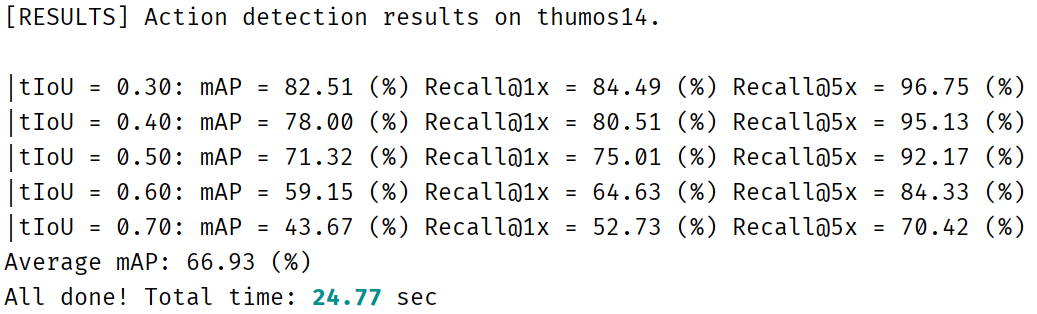 [RESULTS] Action detection results on thumos14.
|tIoU = 0.30: mAP = 82.51 (%) Recall@1x = 84.49 (%) Recall@5x = 96.75 (%)
|tIoU = 0.40: mAP = 78.00 (%) Recall@1x = 80.51 (%) Recall@5x = 95.13 (%)
|tIoU = 0.50: mAP = 71.32 (%) Recall@1x = 75.01 (%) Recall@5x = 92.17 (%)
|tIoU = 0.60: mAP = 59.15 (%) Recall@1x = 64.63 (%) Recall@5x = 84.33 (%)
|tIoU = 0.70: mAP = 43.67 (%) Recall@1x = 52.73 (%) Recall@5x = 70.42 (%)
Average mAP: 66.93 (%)
All done! Total time: 24.77 sec